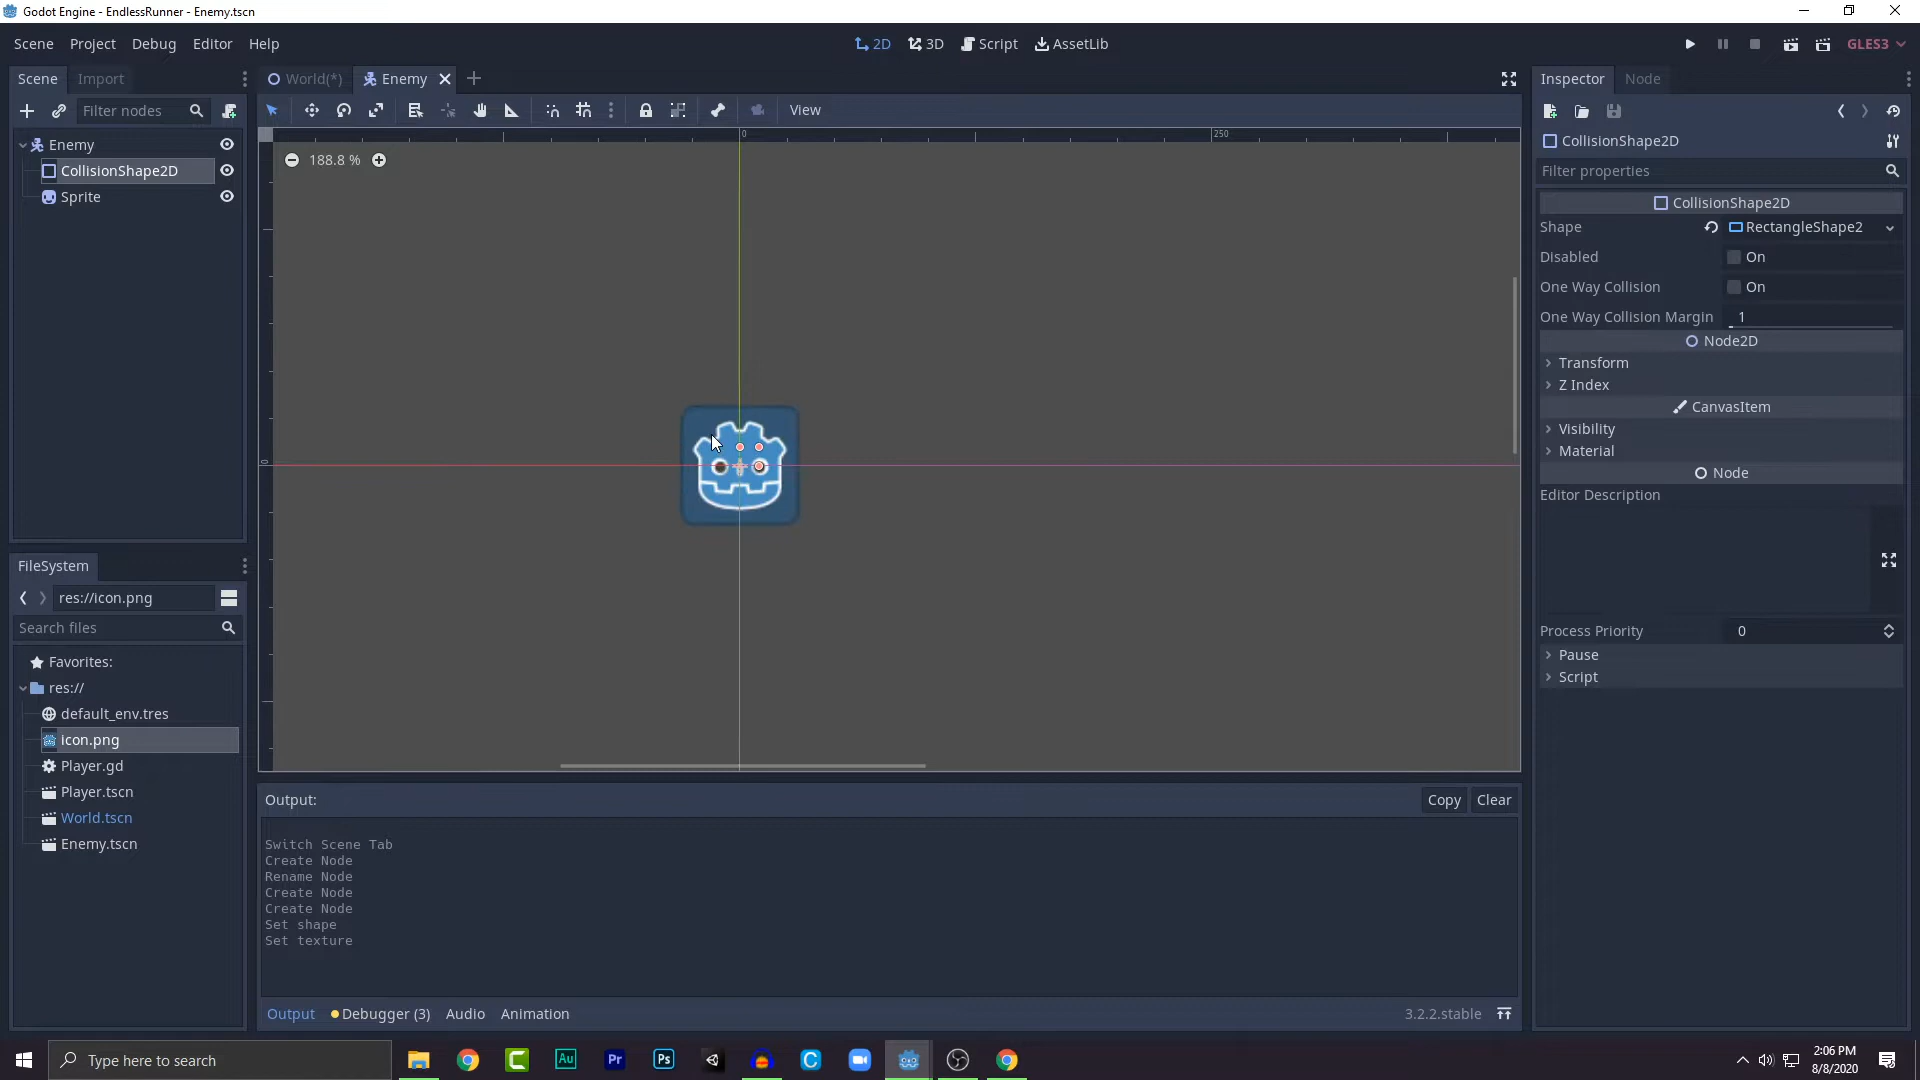 Godot Engine - EndlessRunner - Enemy.tscn
Scene Project Debug Editor Help
2D 3D Script AssetLib
GLES3
Scene Import
World(*) Enemy
Inspector Node
Filter nodes
View
Enemy
CollisionShape2D
Sprite
0 250
188.8 %
0
CollisionShape2D
Filter properties
CollisionShape2D
Shape RectangleShape2
Disabled On
One Way Collision On
One Way Collision Margin 1
Node2D
Transform
Z Index
CanvasItem
Visibility
Material
Node
Editor Description
Process Priority 0
Pause
Script
FileSystem
res://icon.png
Search files
Favorites:
res://
default_env.tres
icon.png
Player.gd
Player.tscn
World.tscn
Enemy.tscn
Output: Copy Clear
Switch Scene Tab
Create Node
Rename Node
Create Node
Create Node
Set shape
Set texture
Output Debugger (3) Audio Animation 3.2.2.stable
Type here to search
Au Pr Ps C
2:06 PM
8/8/2020